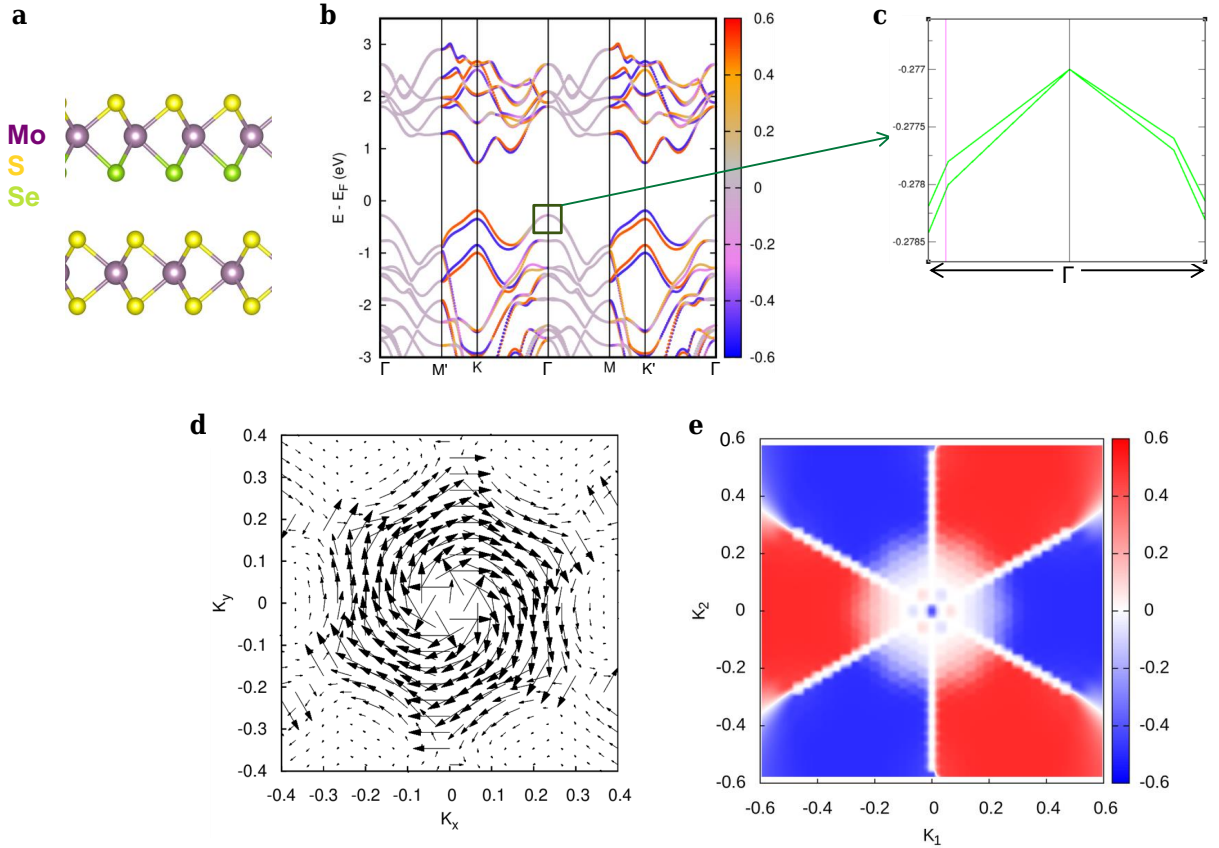 a
Mo
S
Se
b
E - E_F (eV)
3
2
1
0
-1
-2
-3
Γ
M'
K
Γ
M
K'
Γ
0.6
0.4
0.2
0
-0.2
-0.4
-0.6
c
-0.277
-0.2775
-0.278
-0.2785
Γ
d
K_y
0.4
0.3
0.2
0.1
0
-0.1
-0.2
-0.3
-0.4
-0.4 -0.3 -0.2 -0.1 0 0.1 0.2 0.3 0.4
K_x
e
K_2
0.6
0.4
0.2
0
-0.2
-0.4
-0.6
-0.6 -0.4 -0.2 0 0.2 0.4 0.6
K_1
0.6
0.4
0.2
0
-0.2
-0.4
-0.6